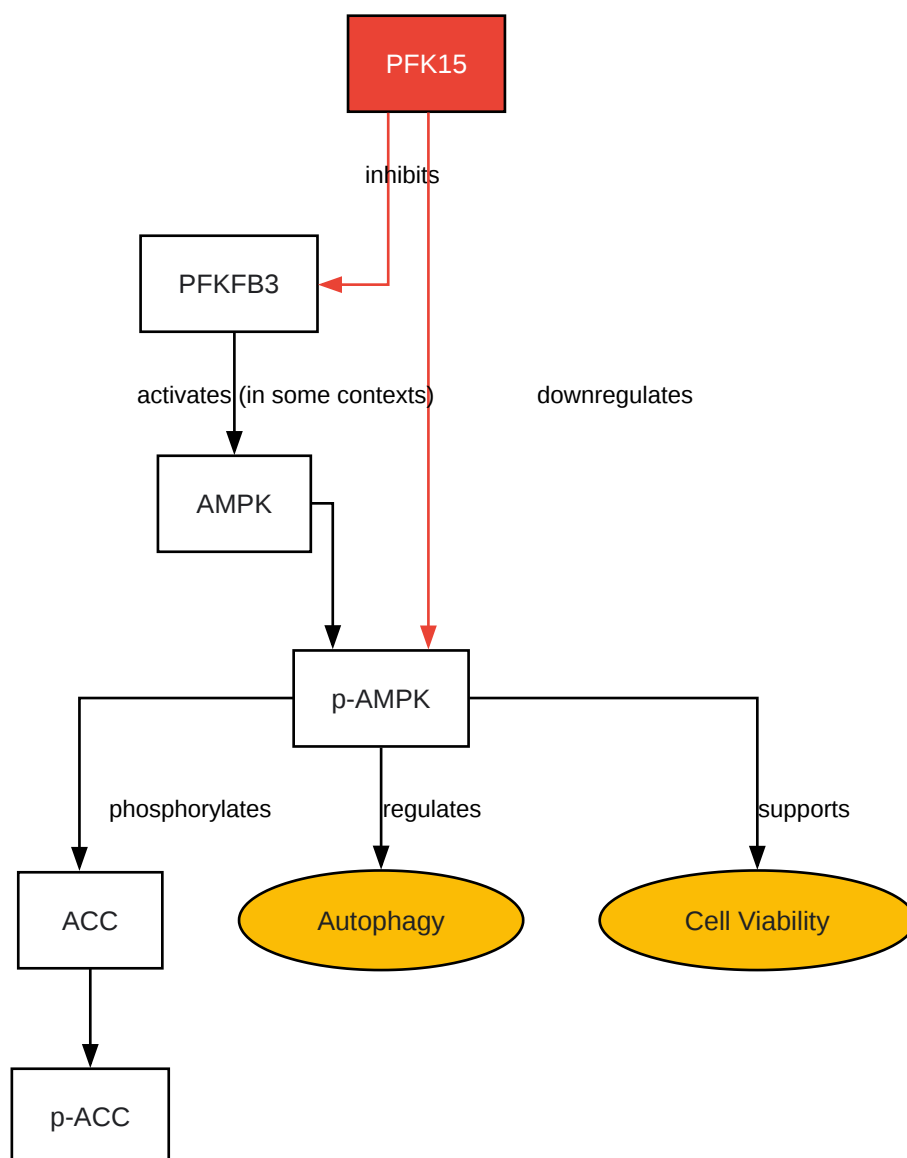 PFK15
inhibits
PFKFB3
activates (in some contexts)
downregulates
AMPK
p-AMPK
phosphorylates
regulates
supports
ACC
Autophagy
Cell Viability
p-ACC